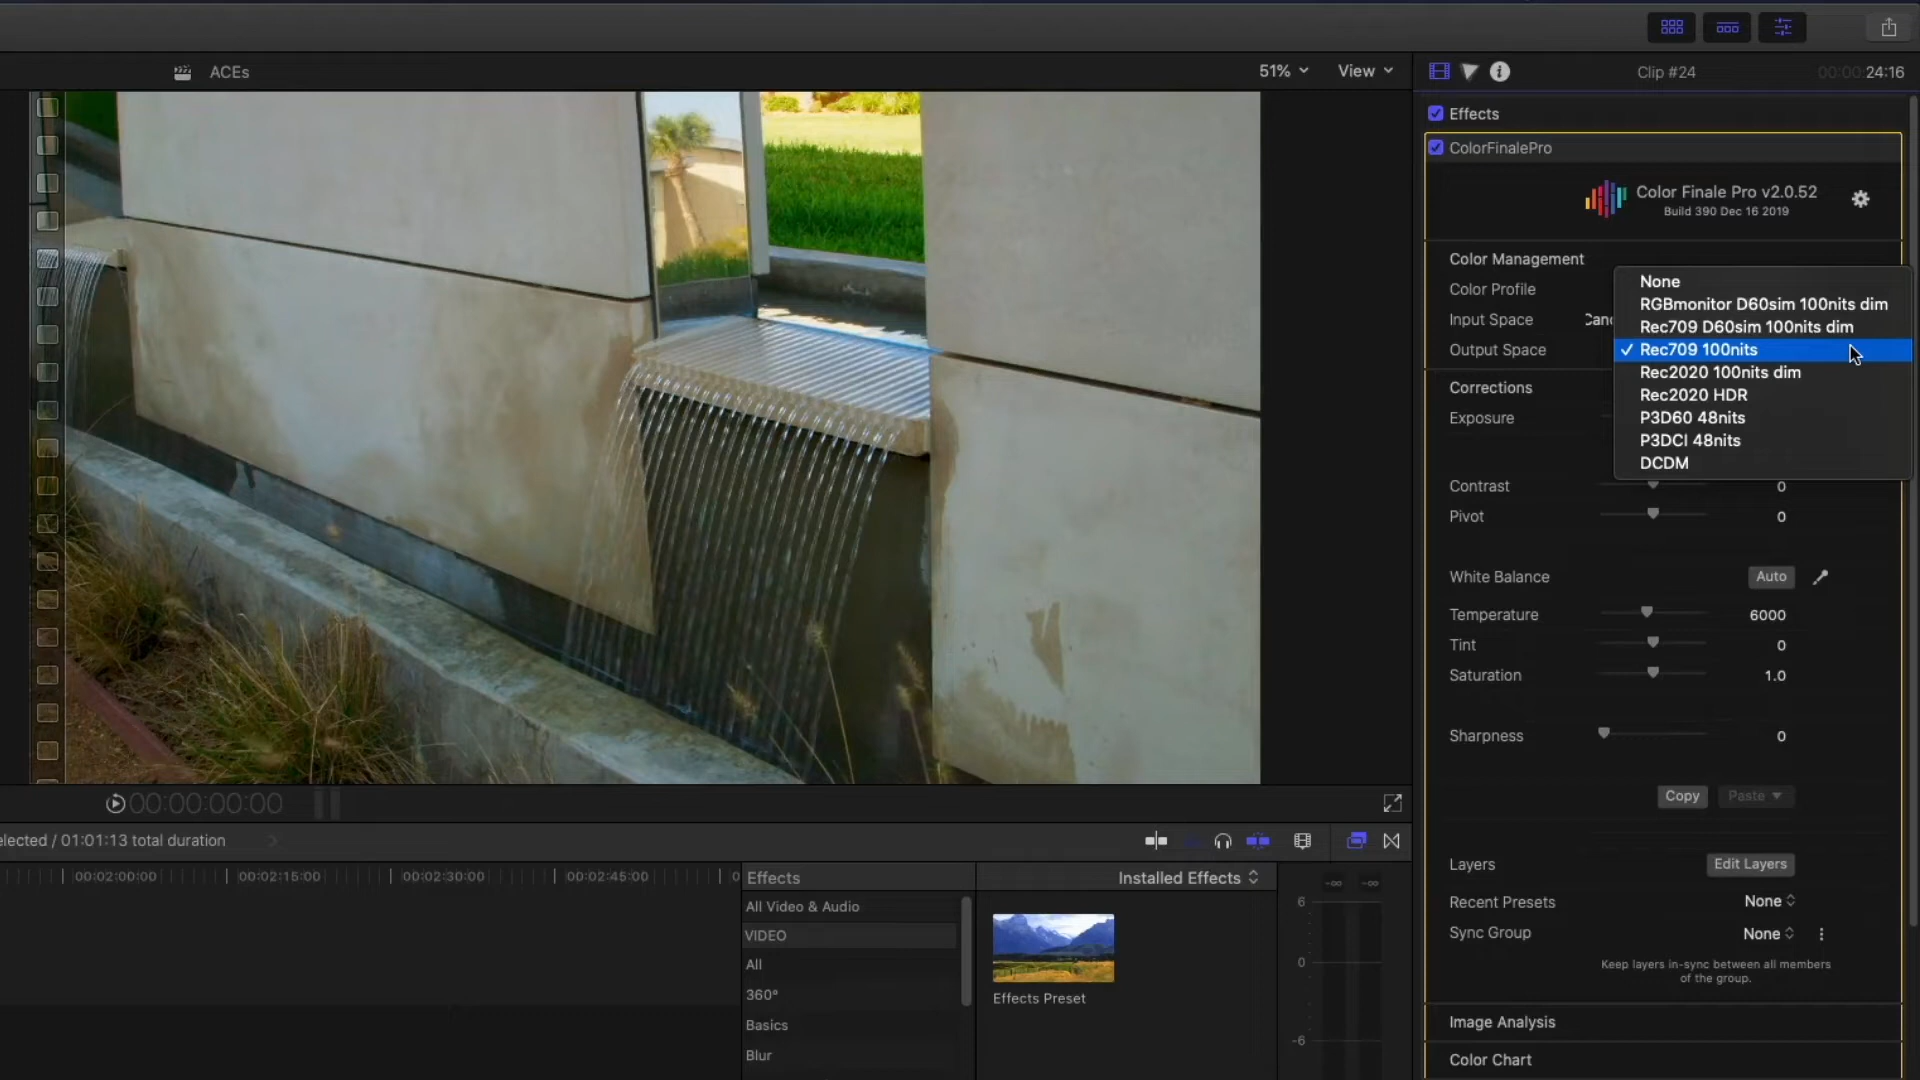 ACEs
51%
View
Clip #24
00:00:24:16
Effects
ColorFinalePro
Color Finale Pro v2.0.52
Build 390 Dec 16 2019
Color Management
Color Profile
Input Space
Output Space
None
RGBmonitor D60sim 100nits dim
Rec709 D60sim 100nits dim
✓ Rec709 100nits
Rec2020 100nits dim
Rec2020 HDR
P3D60 48nits
P3DCI 48nits
DCDM
Corrections
Exposure
Contrast 0
Pivot 0
White Balance Auto
Temperature 6000
Tint 0
Saturation 1.0
Sharpness 0
Copy Paste
Layers Edit Layers
Recent Presets None
Sync Group None
Keep layers in-sync between all members
of the group.
Image Analysis
Color Chart
00:00:00:00
elected / 01:01:13 total duration
00:02:00:00 00:02:15:00 00:02:30:00 00:02:45:00 0
Effects
Installed Effects
All Video & Audio
VIDEO
All
360°
Basics
Blur
Effects Preset
-∞ -∞
6
0
-6